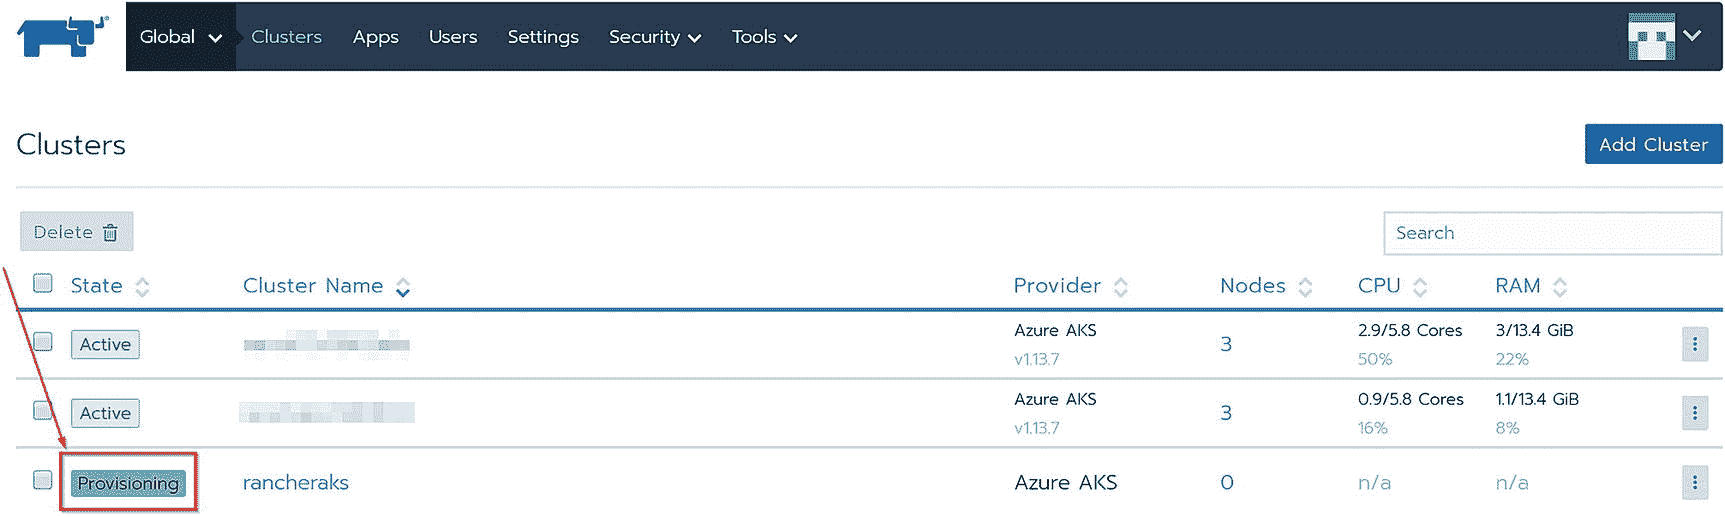 Global Clusters Apps Users Settings Security Tools
Clusters
Add Cluster
Delete
Search
State Cluster Name Provider Nodes CPU RAM
Active Azure AKS 3 2.9/5.8 Cores 3/13.4 GiB
v1.13.7 50% 22%
Active Azure AKS 3 0.9/5.8 Cores 1.1/13.4 GiB
v1.13.7 16% 8%
Provisioning rancheraks Azure AKS 0 n/a n/a